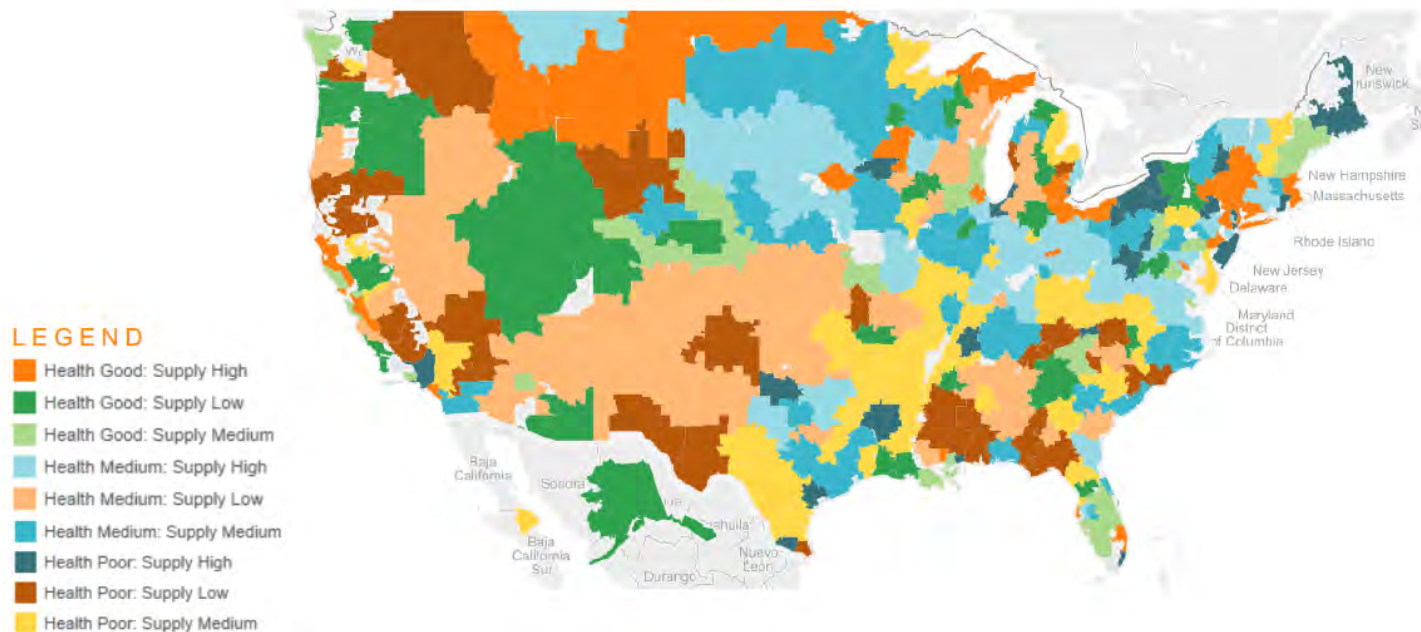 New
runswick
New Hampshire
Massachusetts
Rhode Island
New Jersey
Delaware
Maryland
District
of Columbia
LEGEND
Health Good: Supply High
Health Good: Supply Low
Health Good: Supply Medium
Health Medium: Supply High
Health Medium: Supply Low
Health Medium: Supply Medium
Health Poor: Supply High
Health Poor: Supply Low
Health Poor: Supply Medium
Baja
California
Sonora
Baja
California
Sur
Nuevo
León
Durango